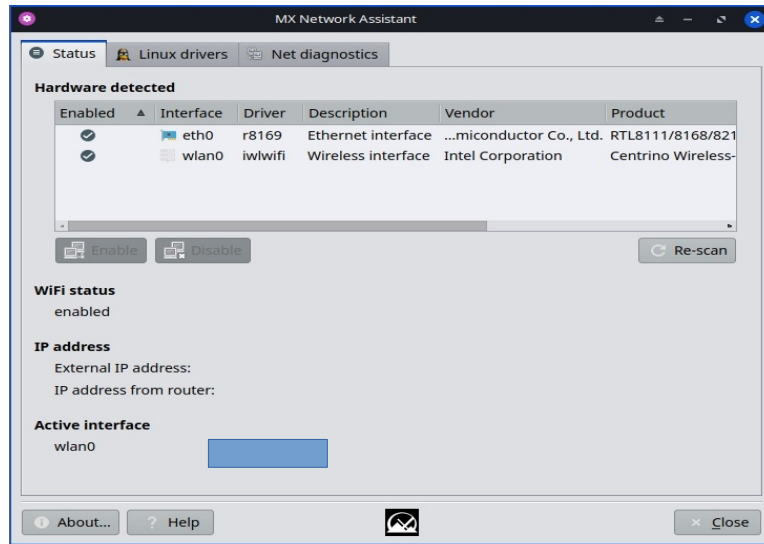 MX Network Assistant
Status Linux drivers Net diagnostics
Hardware detected
Enabled Interface Driver Description Vendor Product
eth0 r8169 Ethernet interface ...miconductor Co., Ltd. RTL8111/8168/821
wlan0 iwlwifi Wireless interface Intel Corporation Centrino Wireless-
Enable Disable Re-scan
WiFi status
enabled
IP address
External IP address:
IP address from router:
Active interface
wlan0
About... Help Close